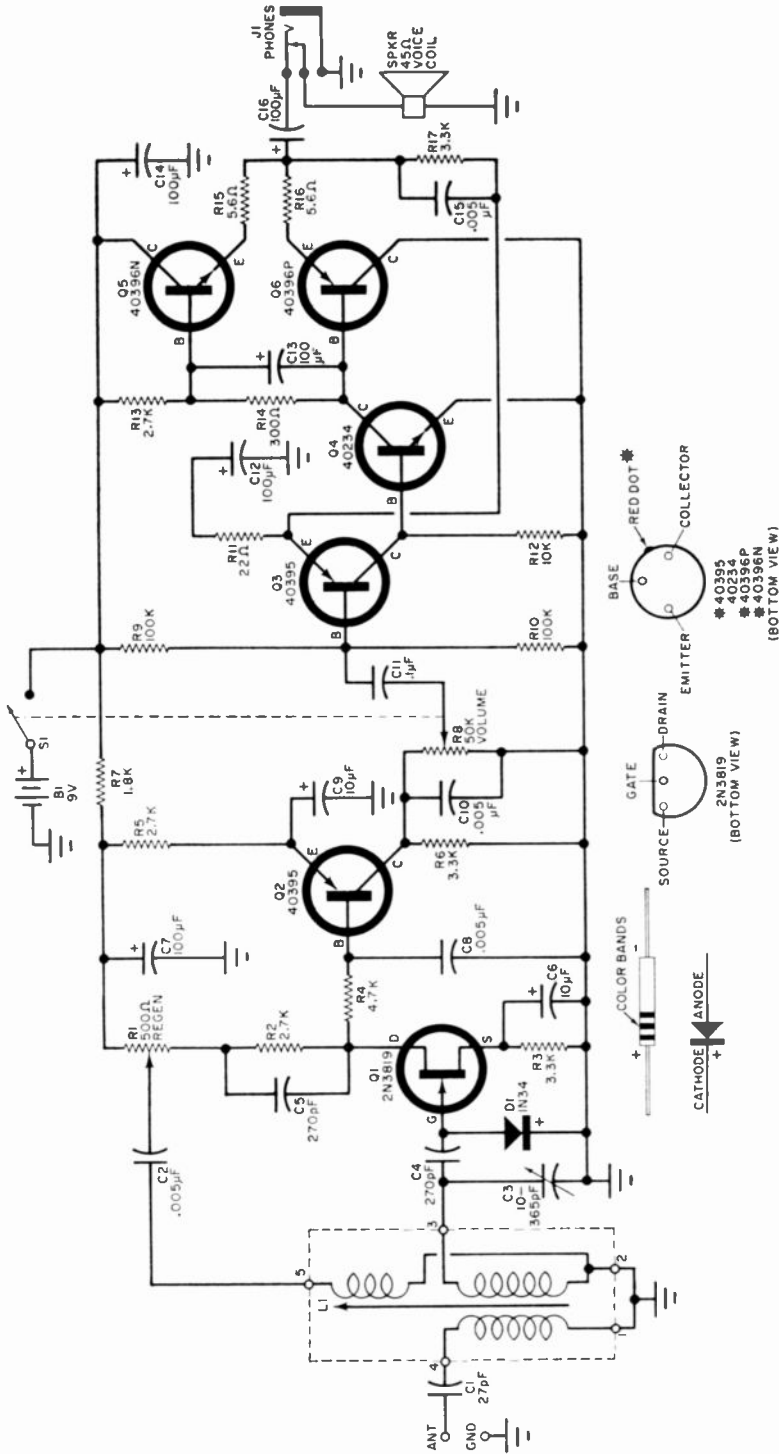 ANT
GND
C1
27pF
4
1
L1
5
3
2
C2
.005µF
R1
500Ω
REGEN
C5
270pF
R2
2.7K
C7
100µF
+
R4
4.7K
C4
270pF
C3
10-
365pF
Q1
2N3819
G
D
S
D1
1N34
+
R3
3.3K
C6
10µF
+
C8
.005µF
R5
2.7K
R7
1.8K
Q2
40395
B
E
C
C9
10µF
+
R6
3.3K
C10
.005
µF
R8
50K
VOLUME
C11
.1µF
B1
9V
+
S1
R9
100K
R10
100K
Q3
40395
B
E
C
R11
22Ω
C12
100µF
+
R12
10K
Q4
40234
B
C
E
R13
2.7K
R14
300Ω
C13
100
µF
+
Q5
40396N
B
C
E
Q6
40396P
B
E
C
R15
5.6Ω
R16
5.6Ω
C14
100µF
+
C15
.005
µF
R17
3.3K
C16
100µF
+
J1
PHONES
SPKR
45Ω
VOICE
COIL
COLOR BANDS
+
-
CATHODE
ANODE
+
SOURCE
GATE
DRAIN
2N3819
(BOTTOM VIEW)
EMITTER
BASE
RED DOT ✱
COLLECTOR
✱ 40395
40234
✱ 40396P
✱ 40396N
(BOTTOM VIEW)